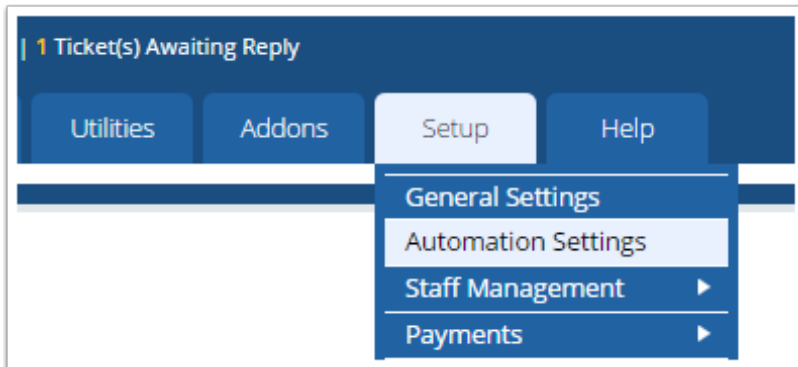 | 1 Ticket(s) Awaiting Reply
Utilities Addons Setup Help
General Settings
Automation Settings
Staff Management
Payments